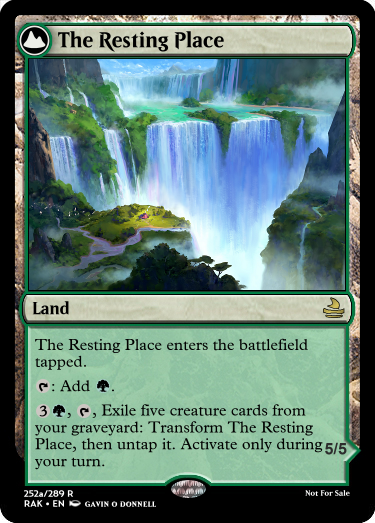 The Resting Place
Land
The Resting Place enters the battlefield
tapped.
: Add .
3 , , Exile five creature cards from
your graveyard: Transform The Resting
Place, then untap it. Activate only during
your turn.
5/5
252a/289 R
RAK • EN GAVIN O DONNELL
Not For Sale